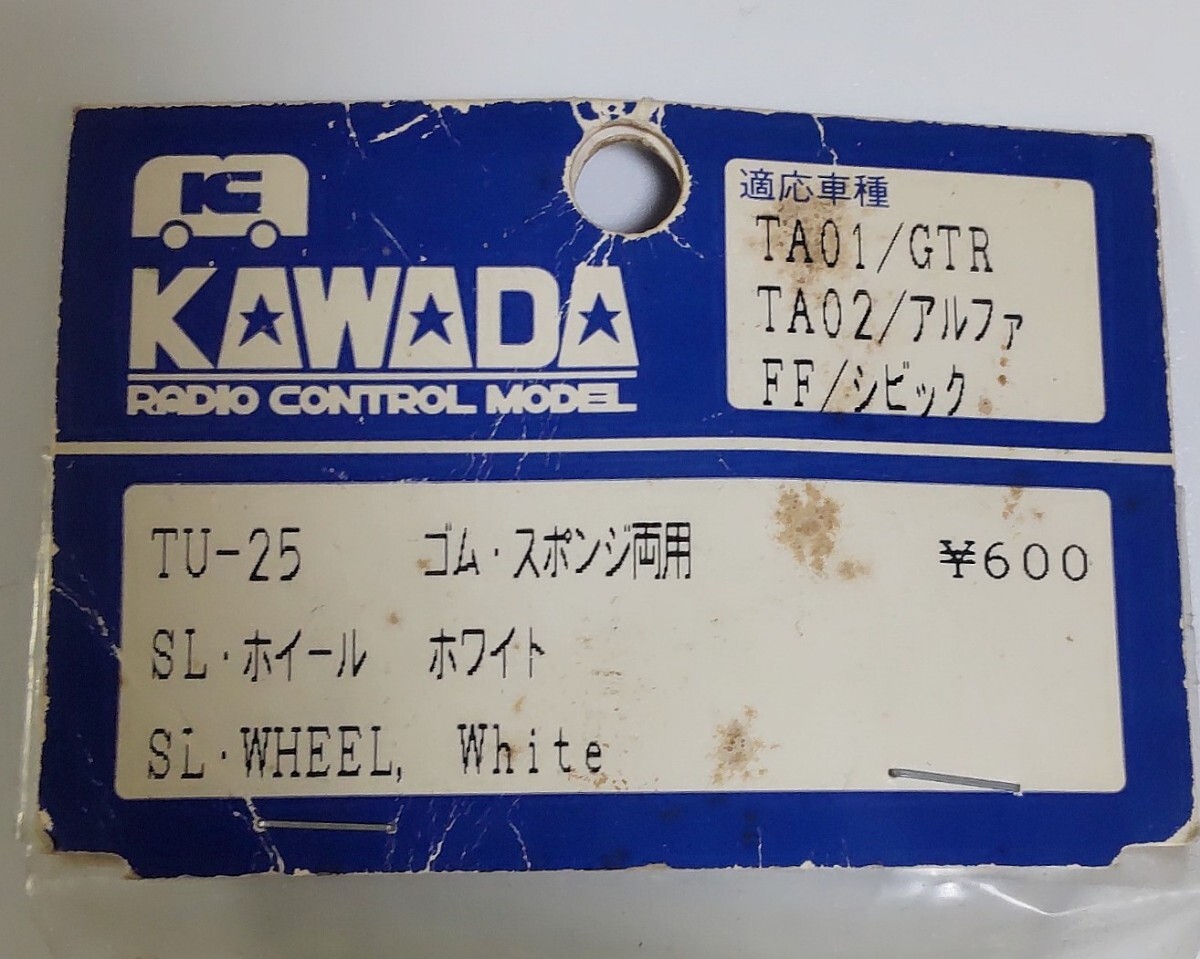 KC
KAWADA
RADIO CONTROL MODEL
適応車種
TA01/GTR
TA02/アルファ
FF/シビック
TU-25 ゴム・スポンジ両用 ¥600
SL・ホイール ホワイト
SL・WHEEL, White